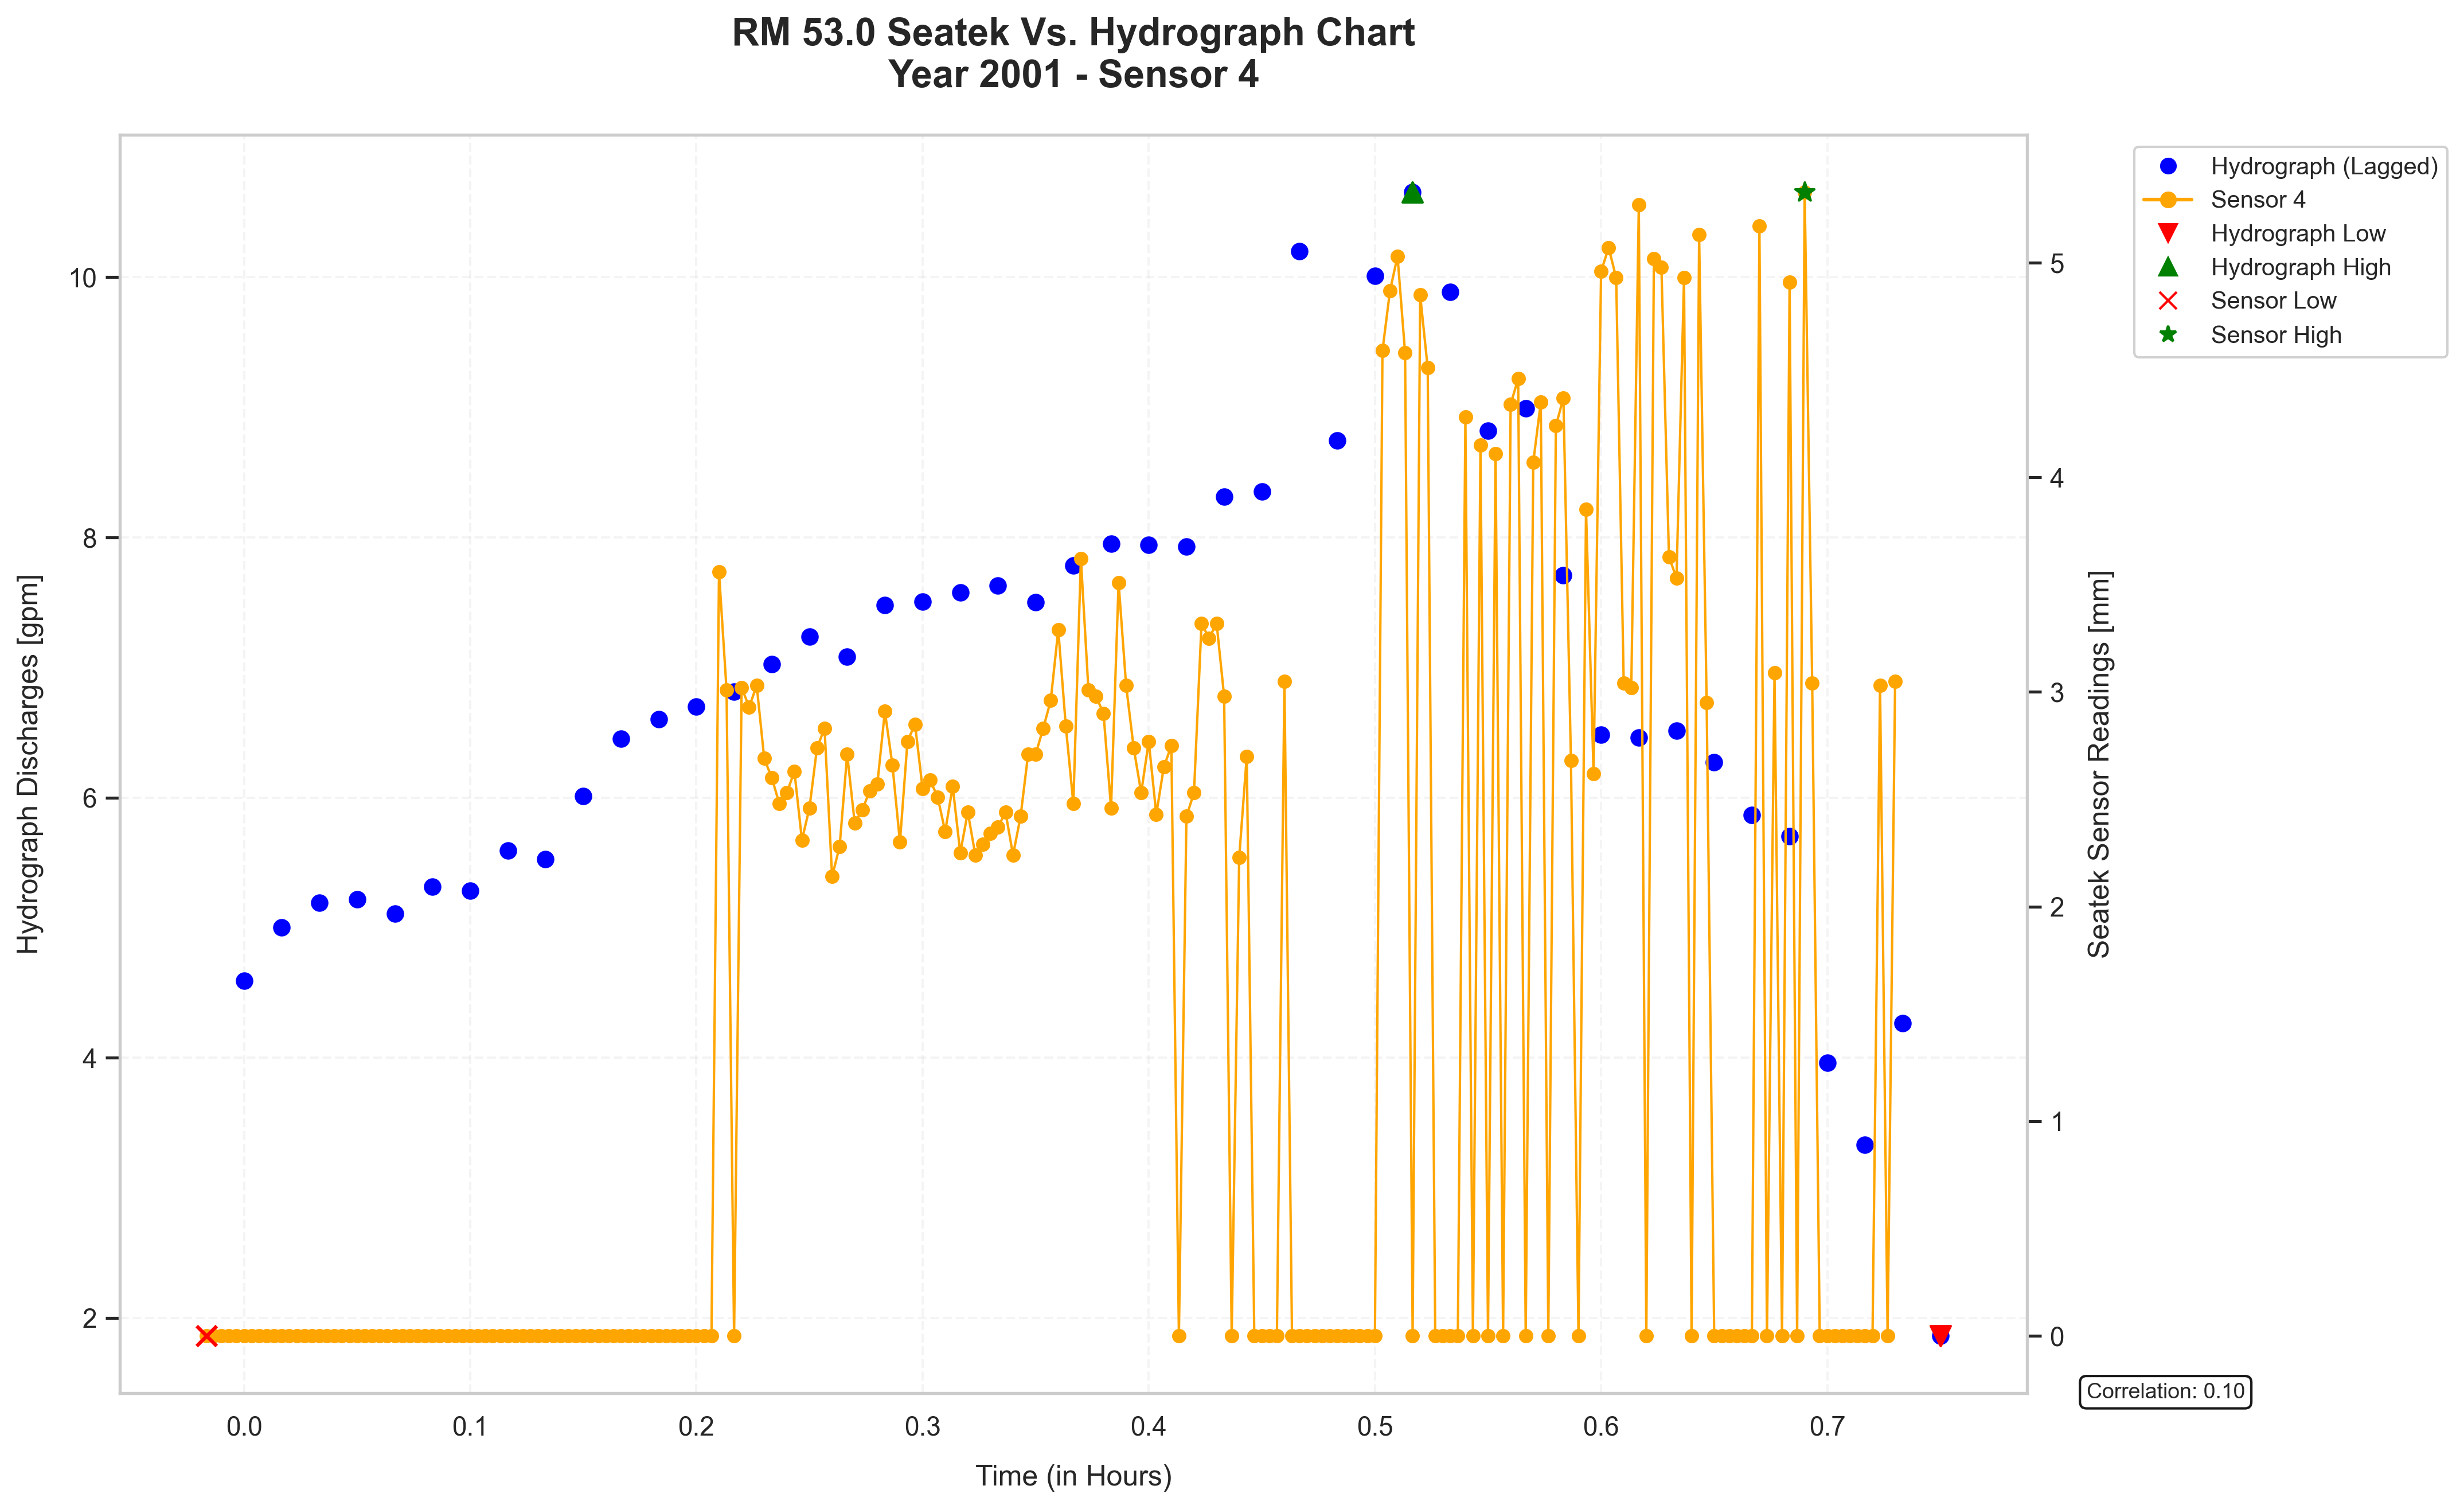 RM 53.0 Seatek Vs. Hydrograph Chart
Year 2001 - Sensor 4
Hydrograph (Lagged)
Sensor 4
Hydrograph Low
Hydrograph High
Sensor Low
Sensor High
Hydrograph Discharges [gpm]
10
8
6
4
2
Seatek Sensor Readings [mm]
5
4
3
2
1
0
Correlation: 0.10
0.0 0.1 0.2 0.3 0.4 0.5 0.6 0.7
Time (in Hours)